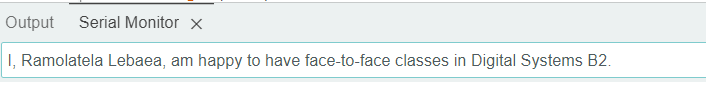 Output Serial Monitor ×
I, Ramolatela Lebaea, am happy to have face-to-face classes in Digital Systems B2.